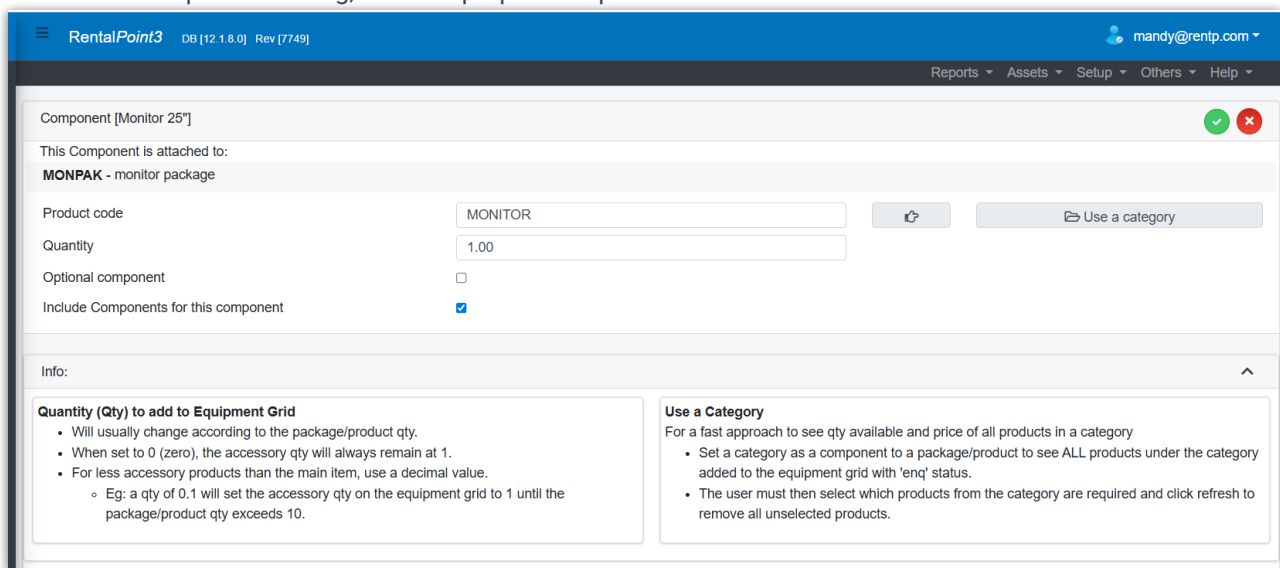 RentalPoint3 DB [12.1.8.0] Rev [7749] mandy@rentp.com
Reports Assets Setup Others Help
Component [Monitor 25"]
This Component is attached to:
MONPAK - monitor package
Product code MONITOR Use a category
Quantity 1.00
Optional component
Include Components for this component
Info:
Quantity (Qty) to add to Equipment Grid
• Will usually change according to the package/product qty.
• When set to 0 (zero), the accessory qty will always remain at 1.
• For less accessory products than the main item, use a decimal value.
◦ Eg: a qty of 0.1 will set the accessory qty on the equipment grid to 1 until the
package/product qty exceeds 10.
Use a Category
For a fast approach to see qty available and price of all products in a category
• Set a category as a component to a package/product to see ALL products under the category
added to the equipment grid with 'enq' status.
• The user must then select which products from the category are required and click refresh to
remove all unselected products.